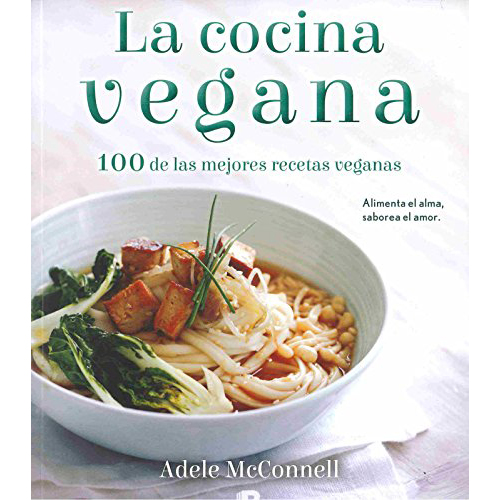 La cocina
vegana
100 de las mejores recetas veganas
Alimenta el alma,
saborea el amor.
Adele McConnell